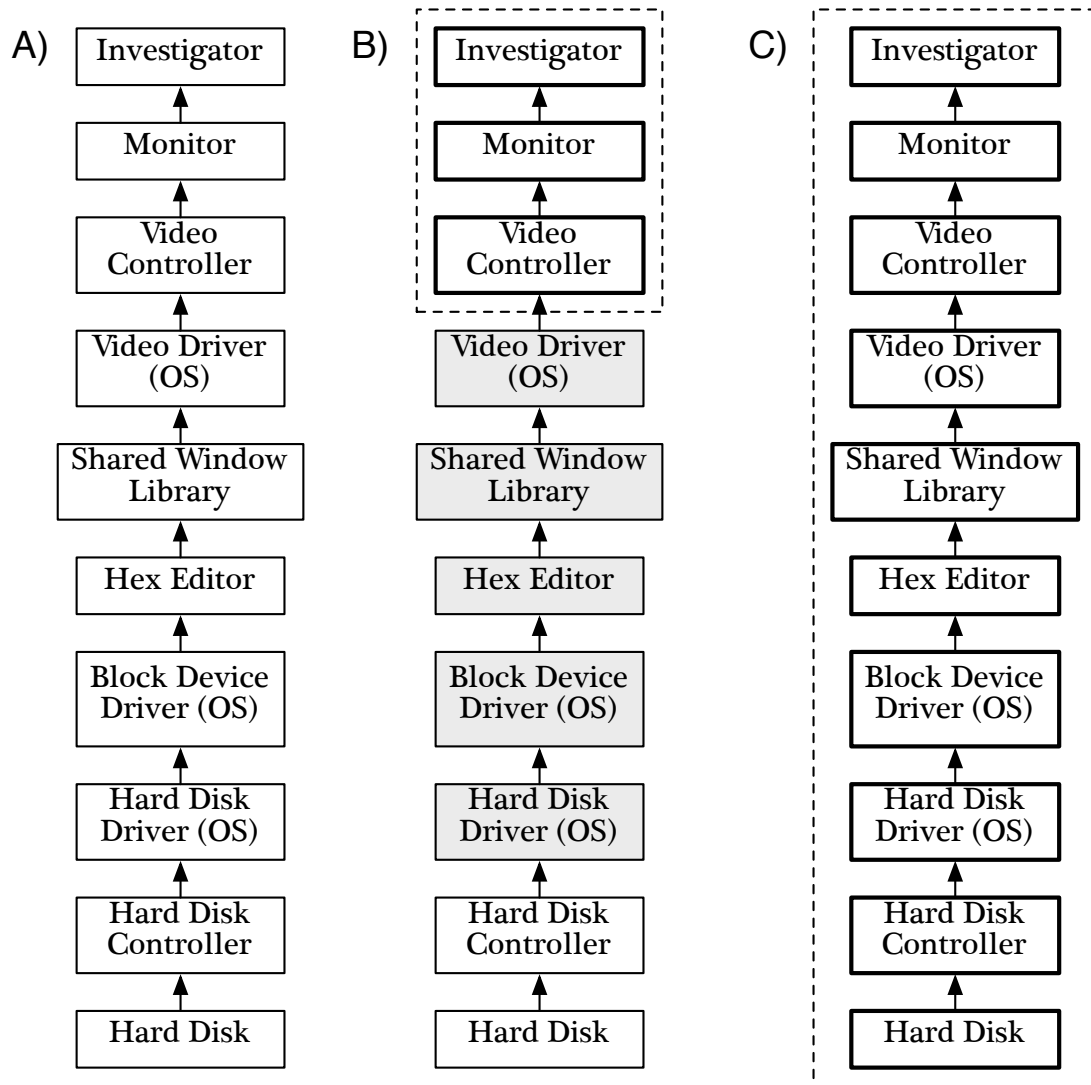 A)
Investigator
Monitor
Video
Controller
Video Driver
(OS)
Shared Window
Library
Hex Editor
Block Device
Driver (OS)
Hard Disk
Driver (OS)
Hard Disk
Controller
Hard Disk
B)
Investigator
Monitor
Video
Controller
Video Driver
(OS)
Shared Window
Library
Hex Editor
Block Device
Driver (OS)
Hard Disk
Driver (OS)
Hard Disk
Controller
Hard Disk
C)
Investigator
Monitor
Video
Controller
Video Driver
(OS)
Shared Window
Library
Hex Editor
Block Device
Driver (OS)
Hard Disk
Driver (OS)
Hard Disk
Controller
Hard Disk